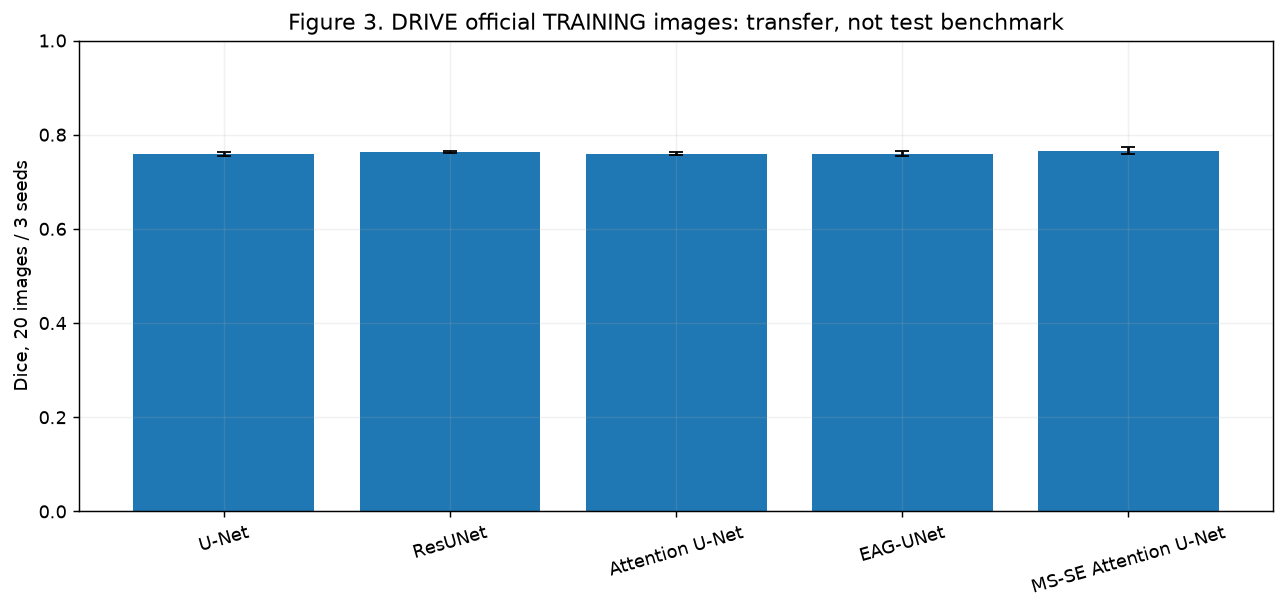 Figure 3. DRIVE official TRAINING images: transfer, not test benchmark
Dice, 20 images / 3 seeds
1.0
0.8
0.6
0.4
0.2
0.0
U-Net
ResUNet
Attention U-Net
EAG-UNet
MS-SE Attention U-Net